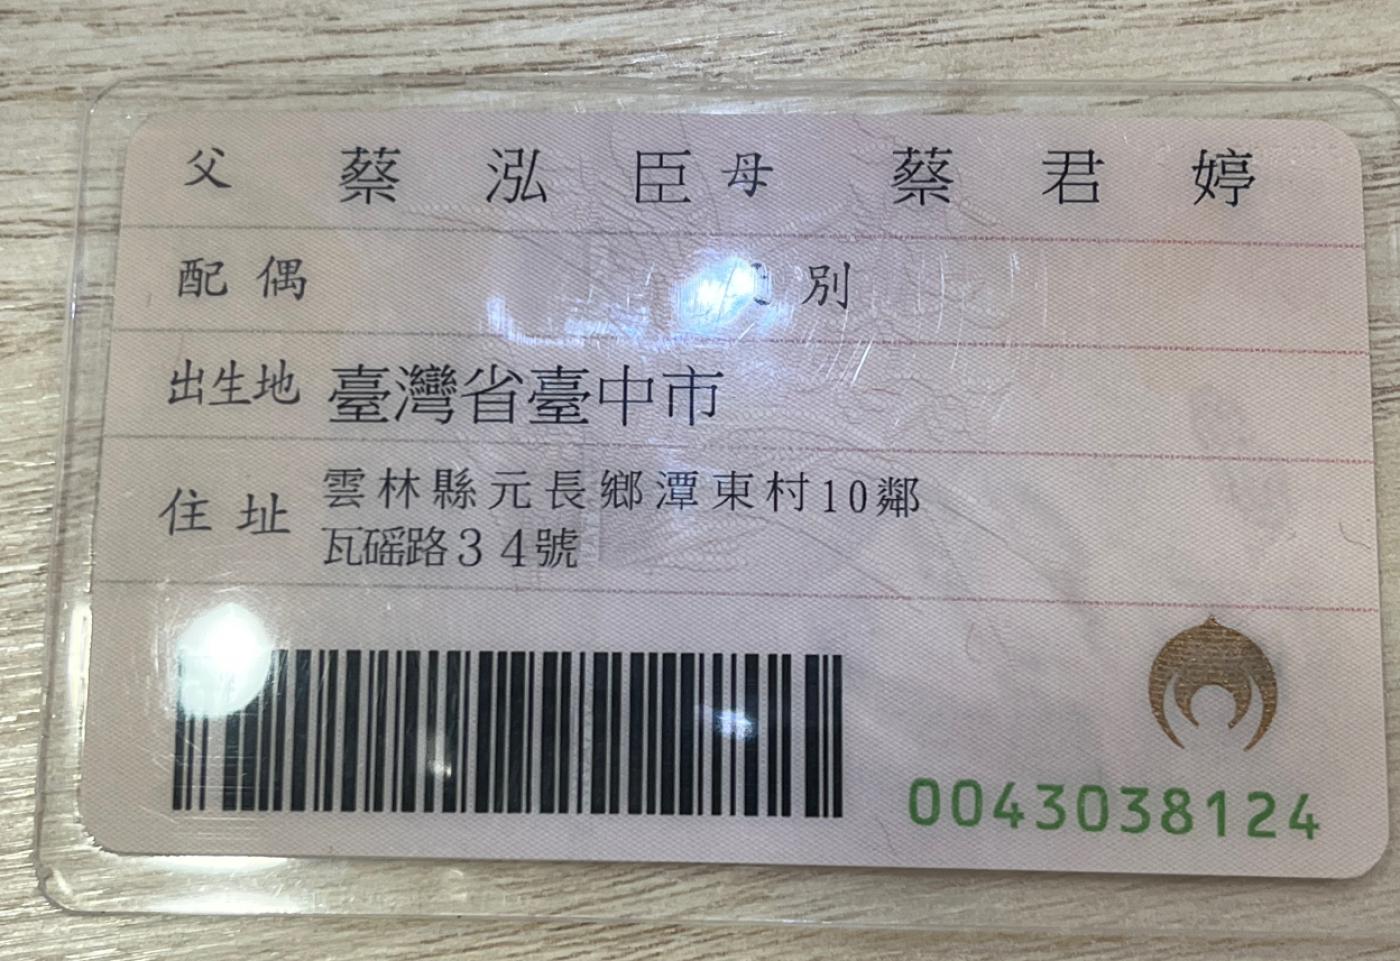 父 蔡泓臣 母 蔡君婷
配偶 別
出生地 臺灣省臺中市
住址 雲林縣元長鄉潭東村10鄰
瓦磘路34號
0043038124